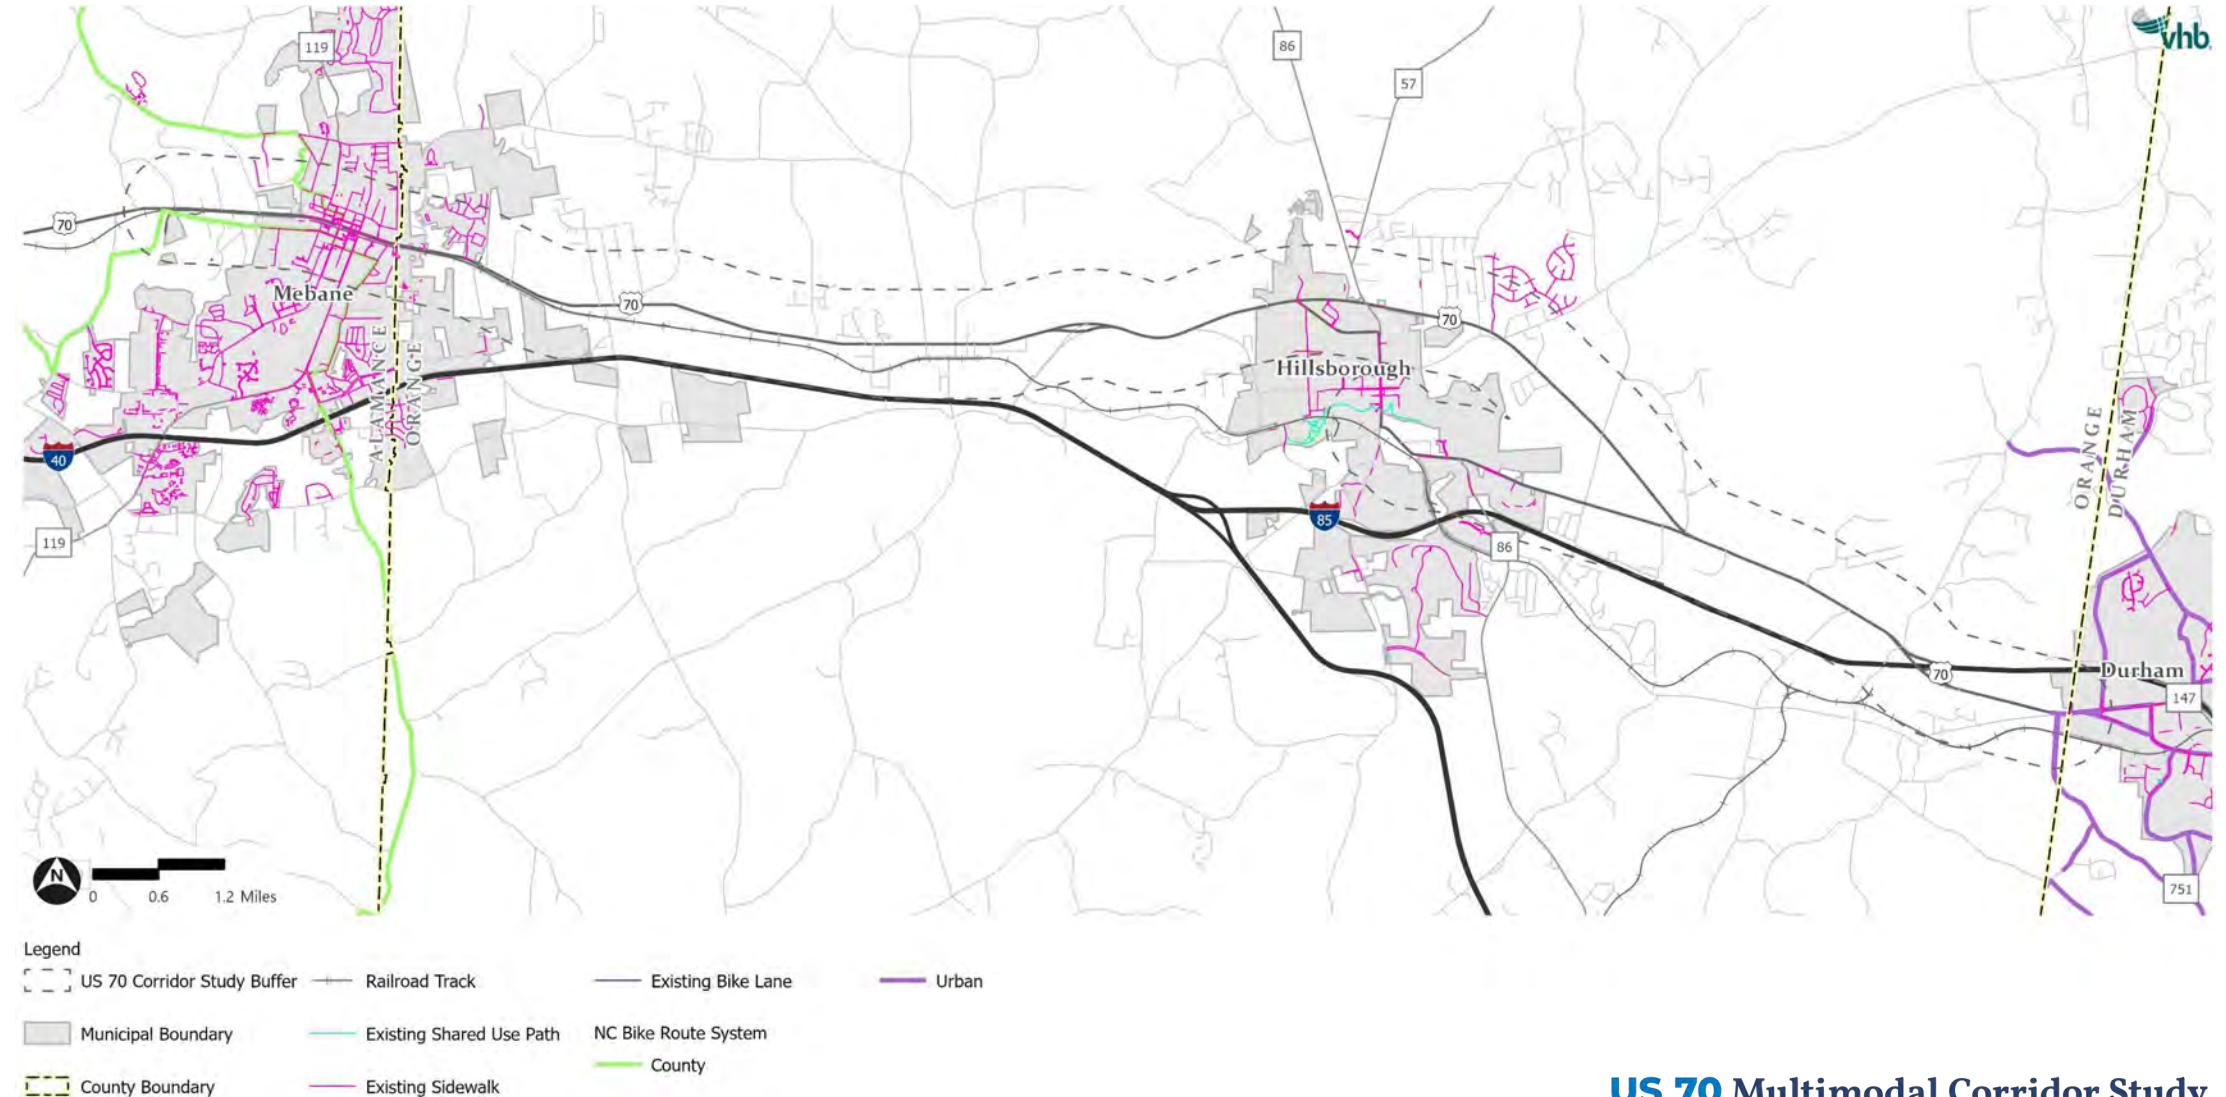 vhb
119
86
57
70
70
70
Mebane
Hillsborough
ALAMANCE
ORANGE
ORANGE
DURHAM
40
85
119
86
70
Durham
147
751
N
0 0.6 1.2 Miles
Legend
US 70 Corridor Study Buffer Railroad Track Existing Bike Lane Urban
Municipal Boundary Existing Shared Use Path NC Bike Route System
County
County Boundary Existing Sidewalk
US 70 Multimodal Corridor Study